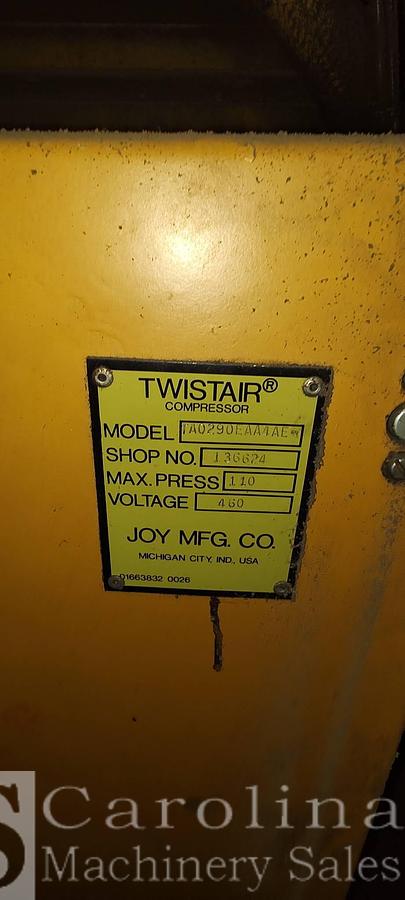 TWISTAIR®
COMPRESSOR
MODEL TA0290EAA4AE
SHOP NO. 136624
MAX. PRESS 110
VOLTAGE 460
JOY MFG. CO.
MICHIGAN CITY, IND., USA
01663832 0026
S Carolina
Machinery Sales